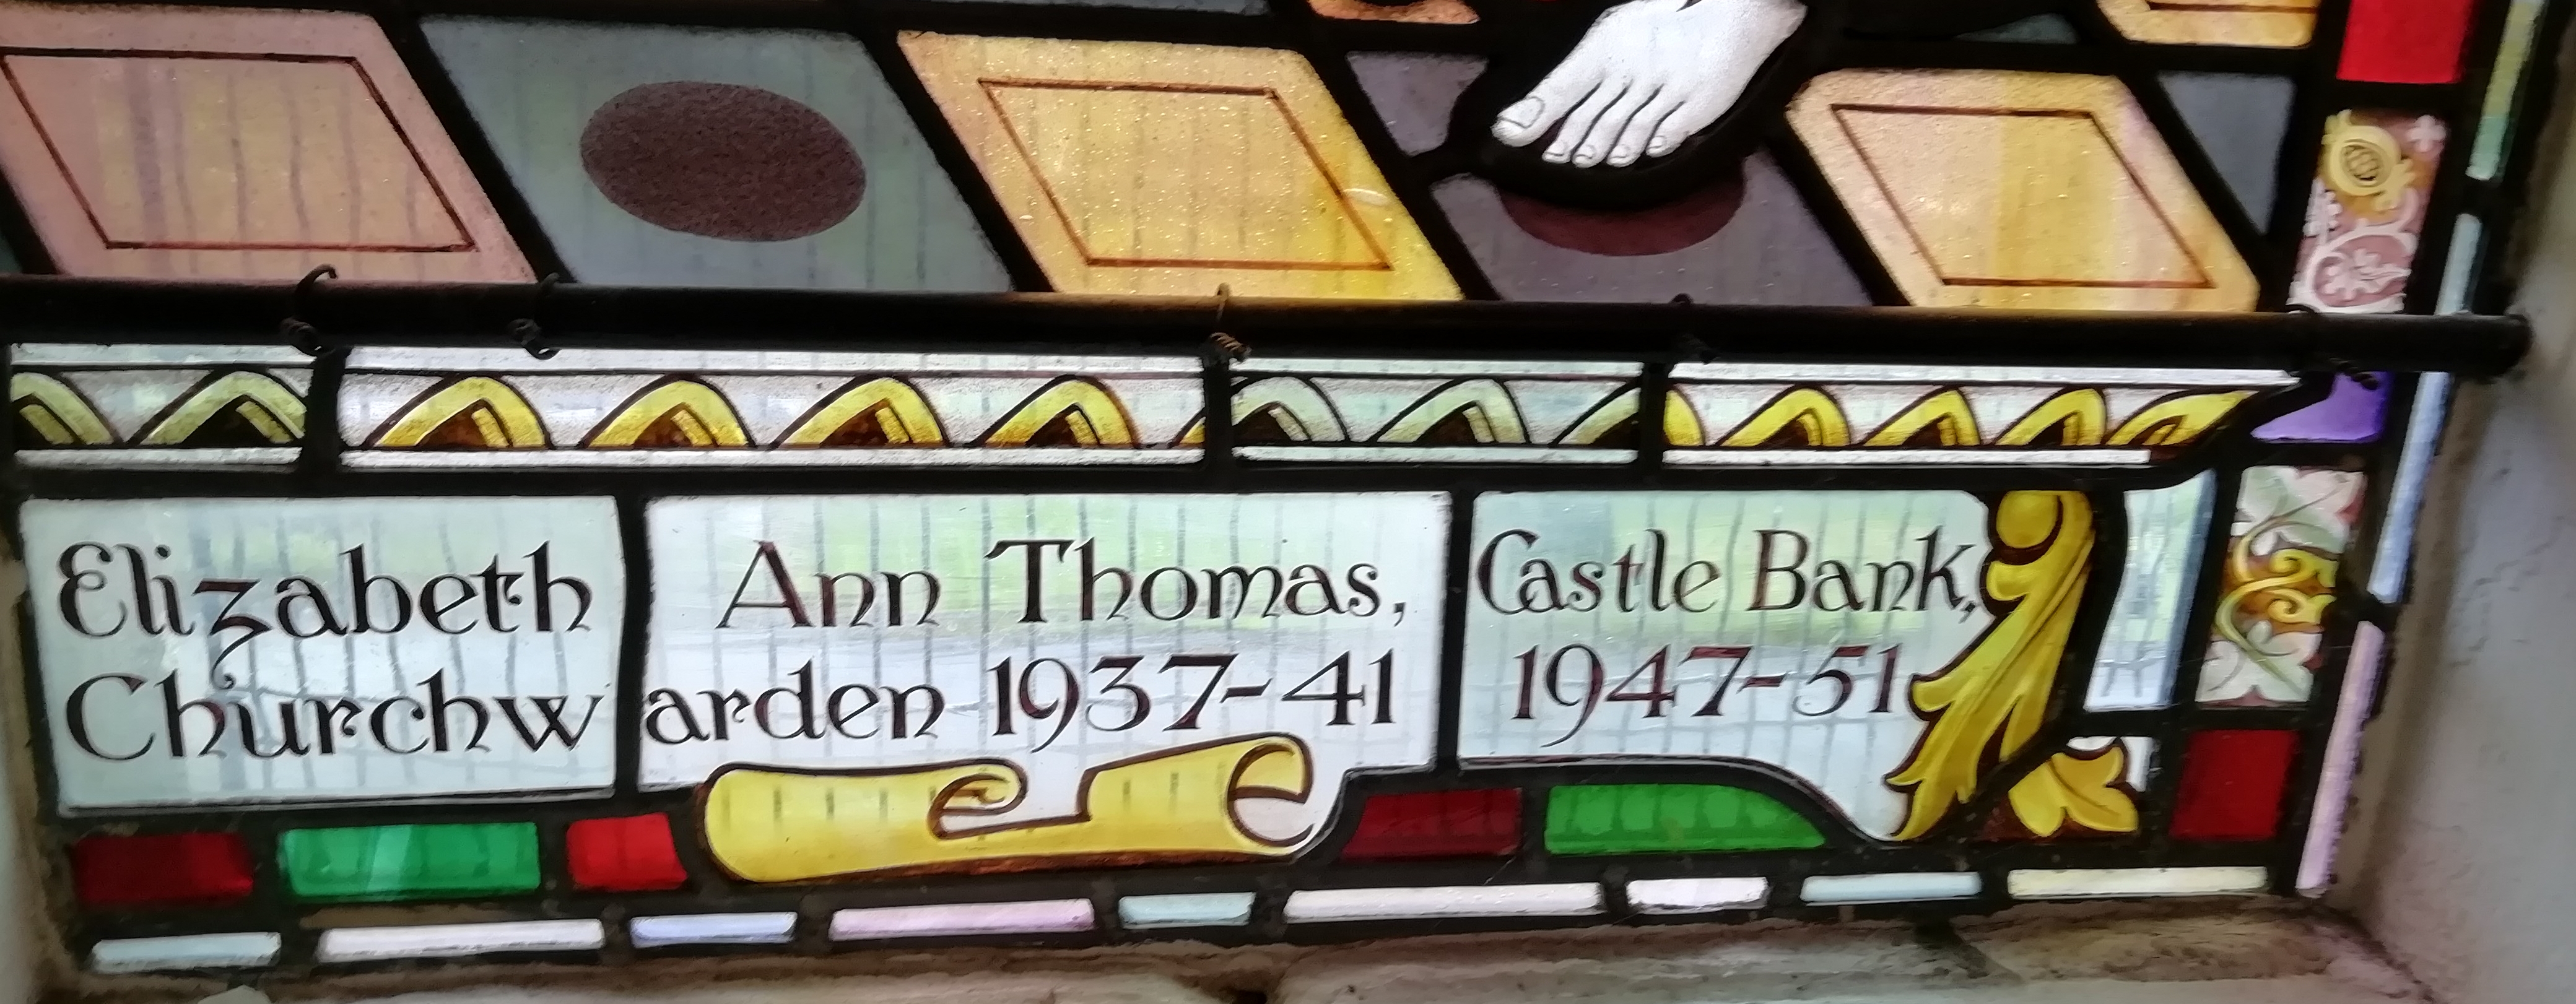 Elizabeth Ann Thomas, Castle Bank,
Churchwarden 1937-41 1947-51